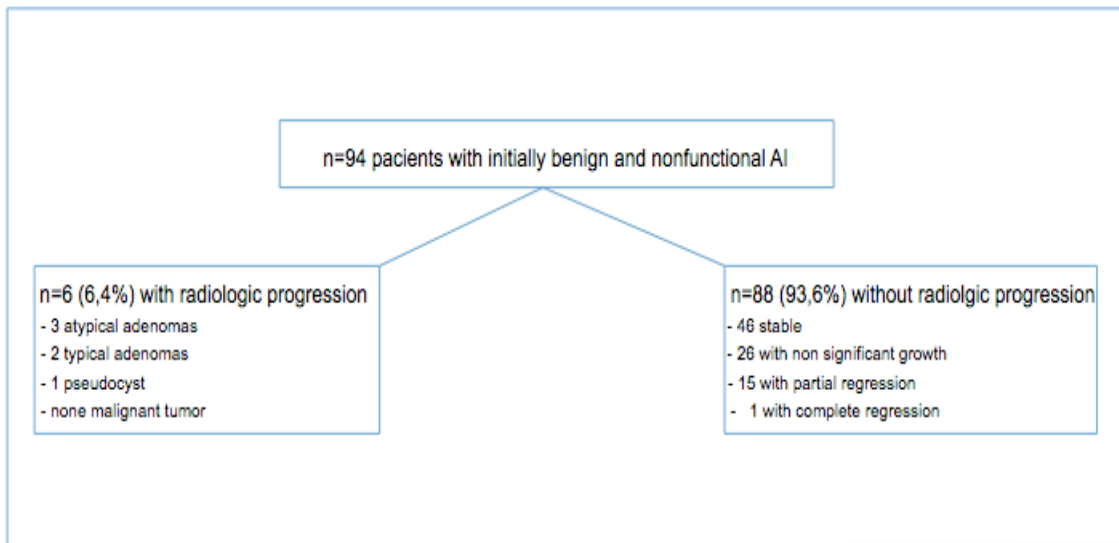 n=94 pacients with initially benign and nonfunctional AI
n=6 (6,4%) with radiologic progression
- 3 atypical adenomas
- 2 typical adenomas
- 1 pseudocyst
- none malignant tumor
n=88 (93,6%) without radiolgic progression
- 46 stable
- 26 with non significant growth
- 15 with partial regression
- 1 with complete regression